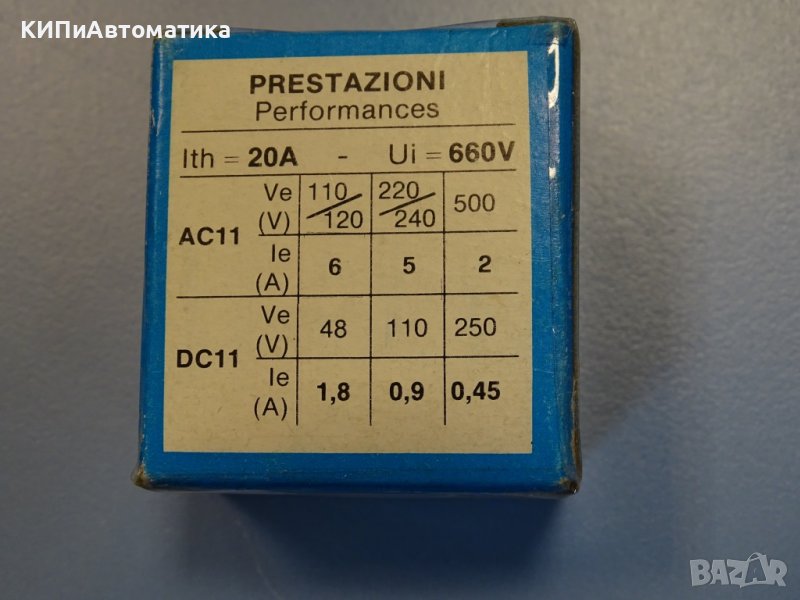 КИПиАвтоматика
PRESTAZIONI
Performances
Ith = 20A - Ui = 660V
AC11
Ve (V) 110/120 220/240 500
Ie (A) 6 5 2
DC11
Ve (V) 48 110 250
Ie (A) 1,8 0,9 0,45
BAZAR